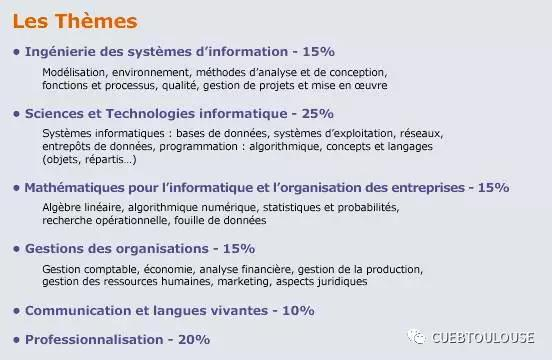 Les Thèmes
• Ingénierie des systèmes d'information - 15%
Modélisation, environnement, méthodes d'analyse et de conception,
fonctions et processus, qualité, gestion de projets et mise en œuvre
• Sciences et Technologies informatique - 25%
Systèmes informatiques : bases de données, systèmes d'exploitation, réseaux,
entrepôts de données, programmation : algorithmique, concepts et langages
(objets, répartis...)
• Mathématiques pour l'informatique et l'organisation des entreprises - 15%
Algèbre linéaire, algorithmique numérique, statistiques et probabilités,
recherche opérationnelle, fouille de données
• Gestions des organisations - 15%
Gestion comptable, économie, analyse financière, gestion de la production,
gestion des ressources humaines, marketing, aspects juridiques
• Communication et langues vivantes - 10%
• Professionnalisation - 20%
CUEBTOULOUSE